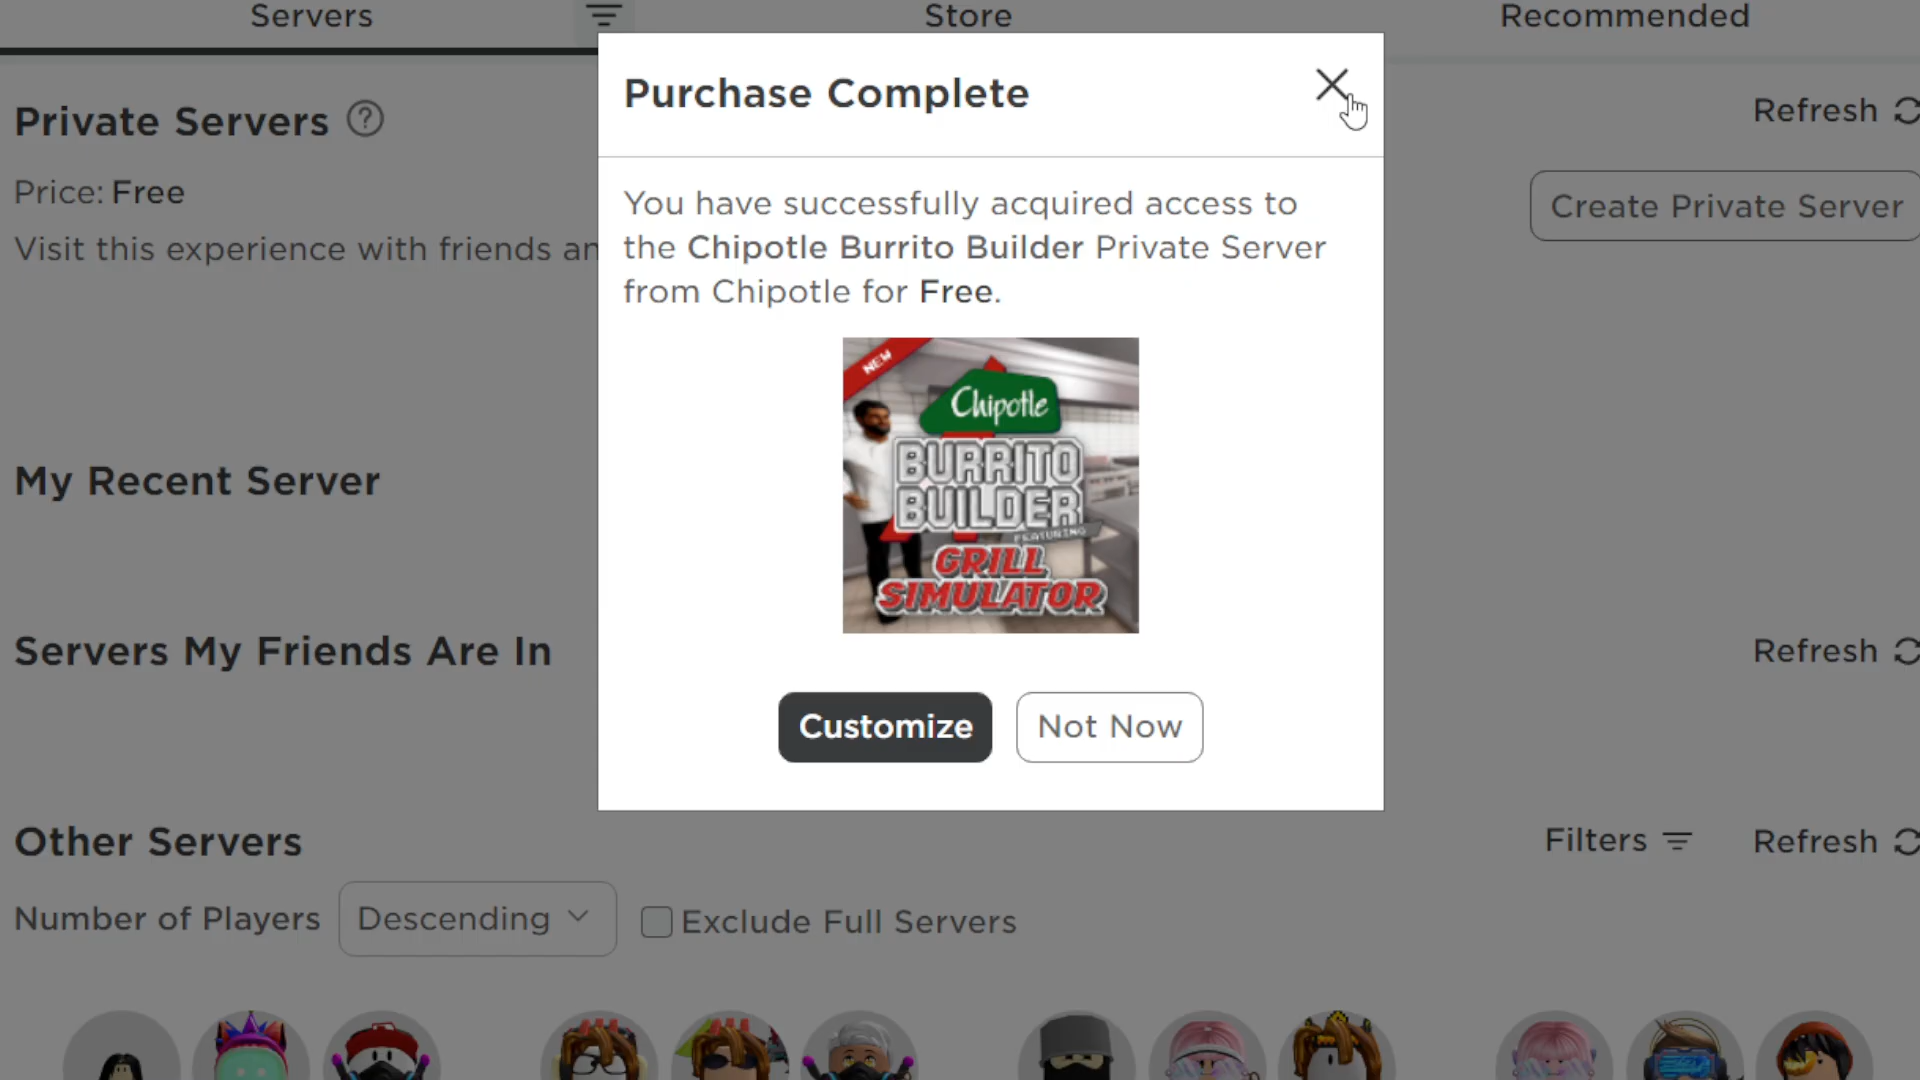 Servers
Store
Recommended
Purchase Complete
Private Servers
Refresh
Price: Free
Create Private Server
Visit this experience with friends an
You have successfully acquired access to
the Chipotle Burrito Builder Private Server
from Chipotle for Free.
NEW
Chipotle
BURRITO
BUILDER
FEATURING
GRILL
SIMULATOR
My Recent Server
Servers My Friends Are In
Refresh
Customize
Not Now
Other Servers
Filters
Refresh
Number of Players
Descending
Exclude Full Servers